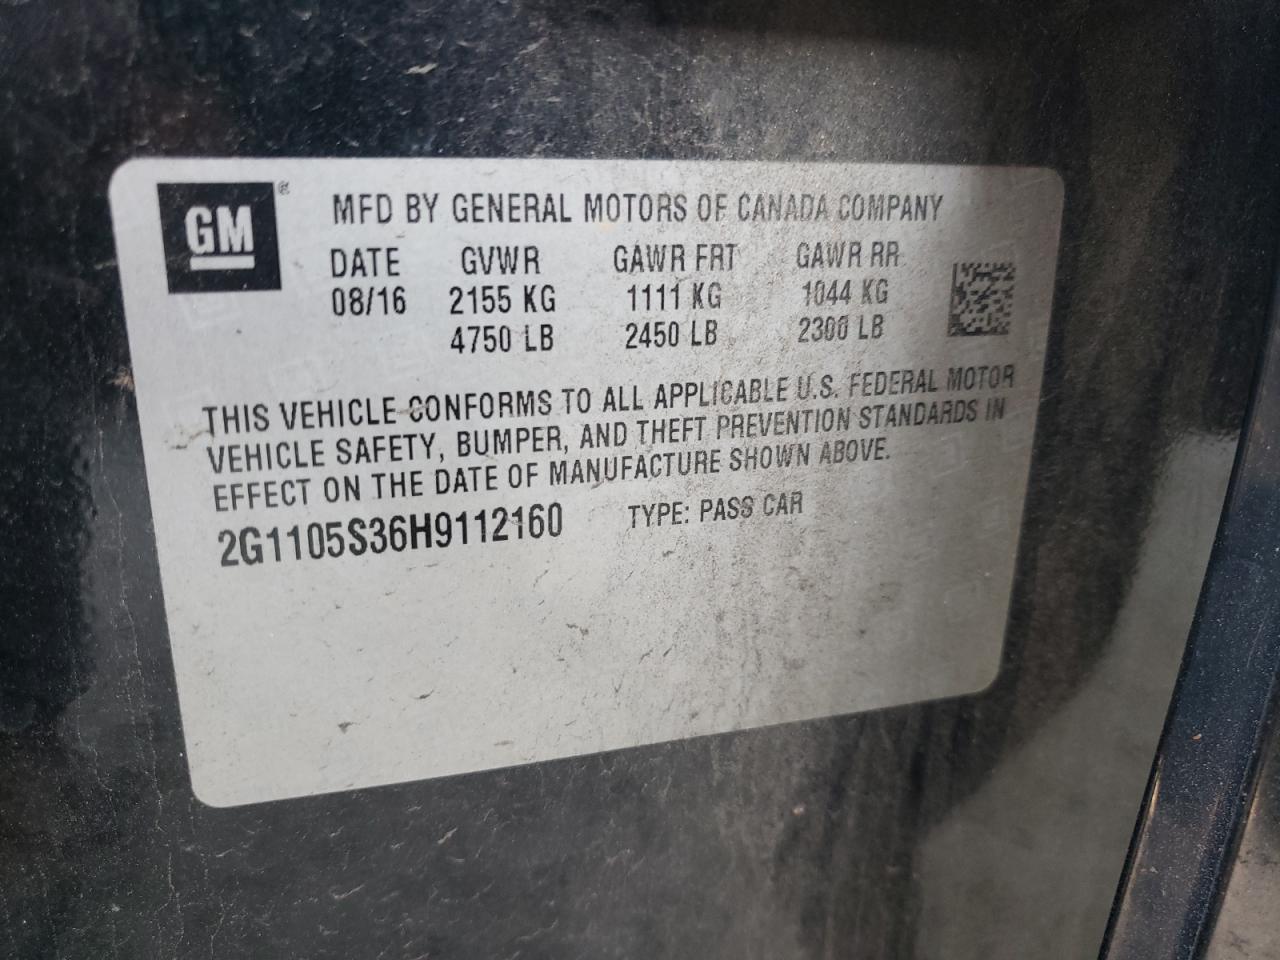 GM ®
MFD BY GENERAL MOTORS OF CANADA COMPANY
DATE GVWR GAWR FRT GAWR RR
08/16 2155 KG 1111 KG 1044 KG
4750 LB 2450 LB 2300 LB
THIS VEHICLE CONFORMS TO ALL APPLICABLE U.S. FEDERAL MOTOR
VEHICLE SAFETY, BUMPER, AND THEFT PREVENTION STANDARDS IN
EFFECT ON THE DATE OF MANUFACTURE SHOWN ABOVE.
2G1105S36H9112160 TYPE: PASS CAR